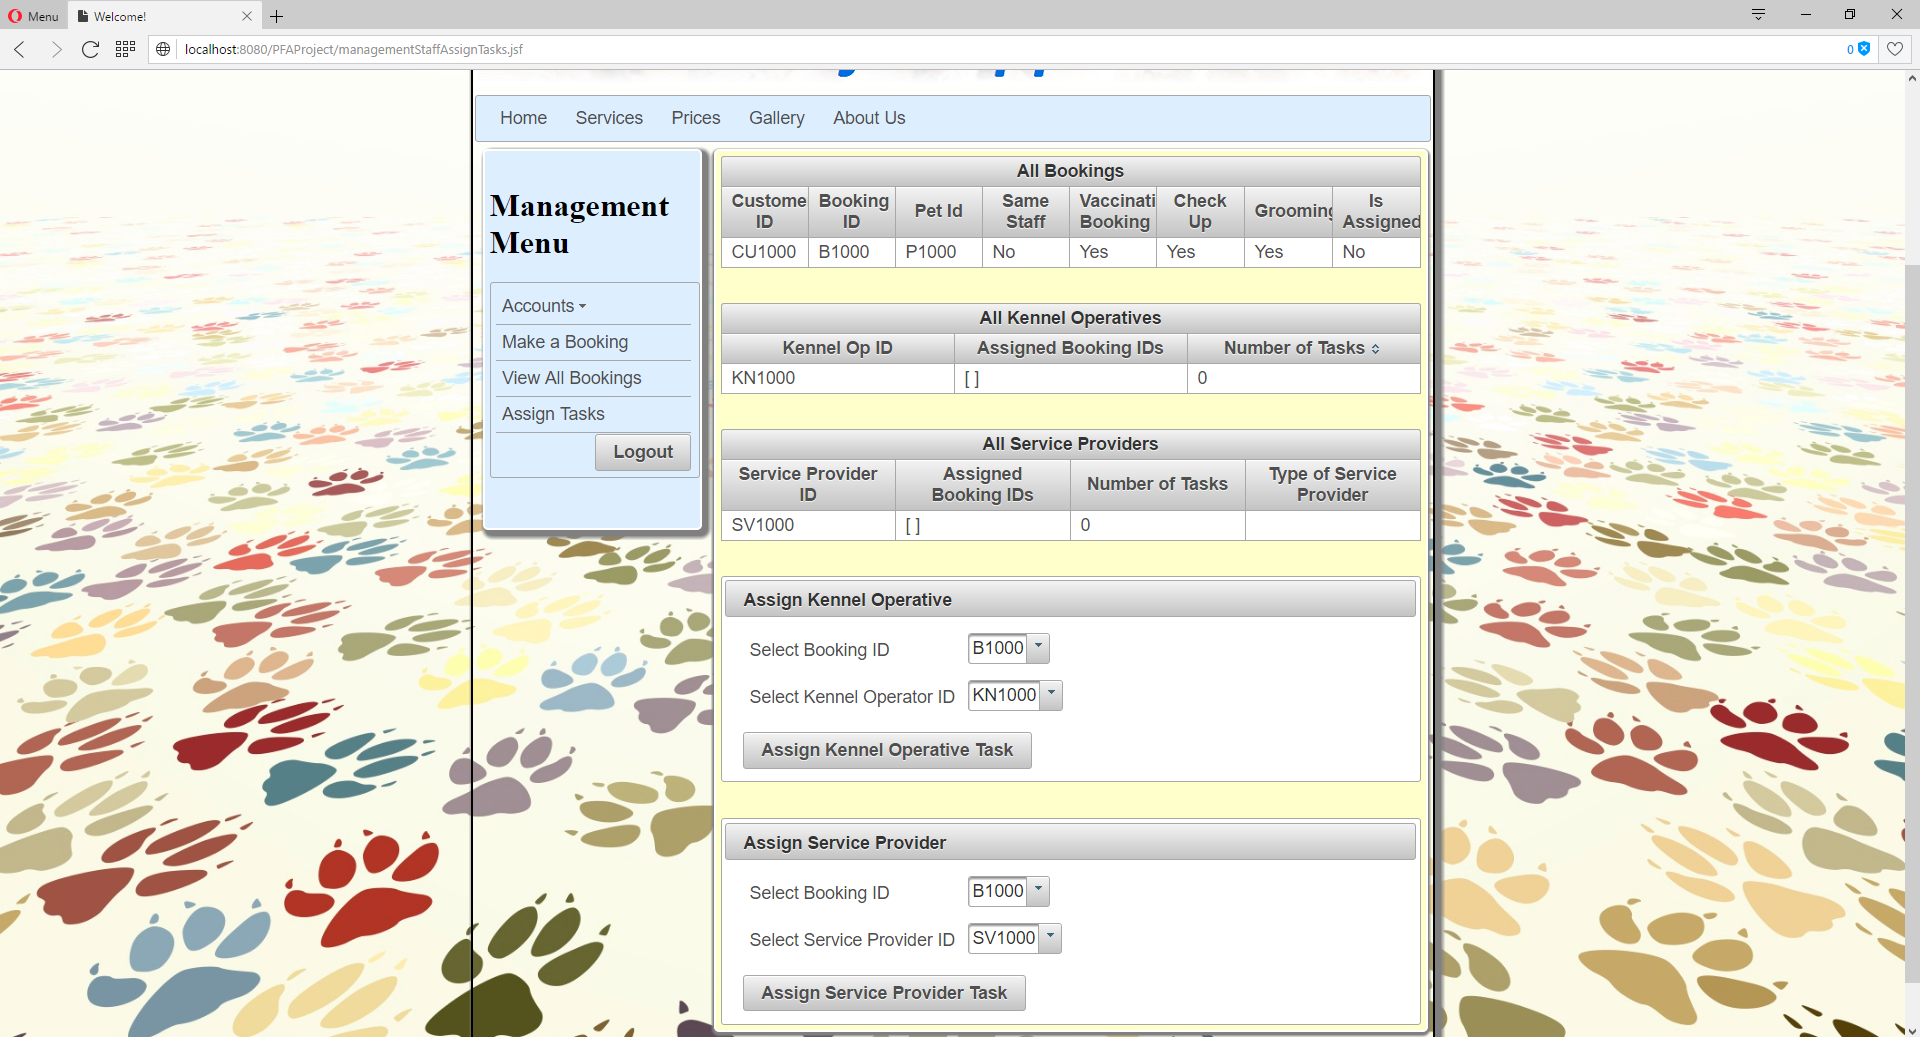 Menu
Welcome!
localhost:8080/PFAProject/managementStaffAssignTasks.jsf
0
Home Services Prices Gallery About Us
Management
Menu
Accounts
Make a Booking
View All Bookings
Assign Tasks
Logout
All Bookings
Custome Booking Pet Id Same Vaccinati Check Grooming Is
ID ID Staff Booking Up Assigned
CU1000 B1000 P1000 No Yes Yes Yes No
All Kennel Operatives
Kennel Op ID Assigned Booking IDs Number of Tasks
KN1000 [ ] 0
All Service Providers
Service Provider Assigned Number of Tasks Type of Service
ID Booking IDs Provider
SV1000 [ ] 0
Assign Kennel Operative
Select Booking ID B1000
Select Kennel Operator ID KN1000
Assign Kennel Operative Task
Assign Service Provider
Select Booking ID B1000
Select Service Provider ID SV1000
Assign Service Provider Task